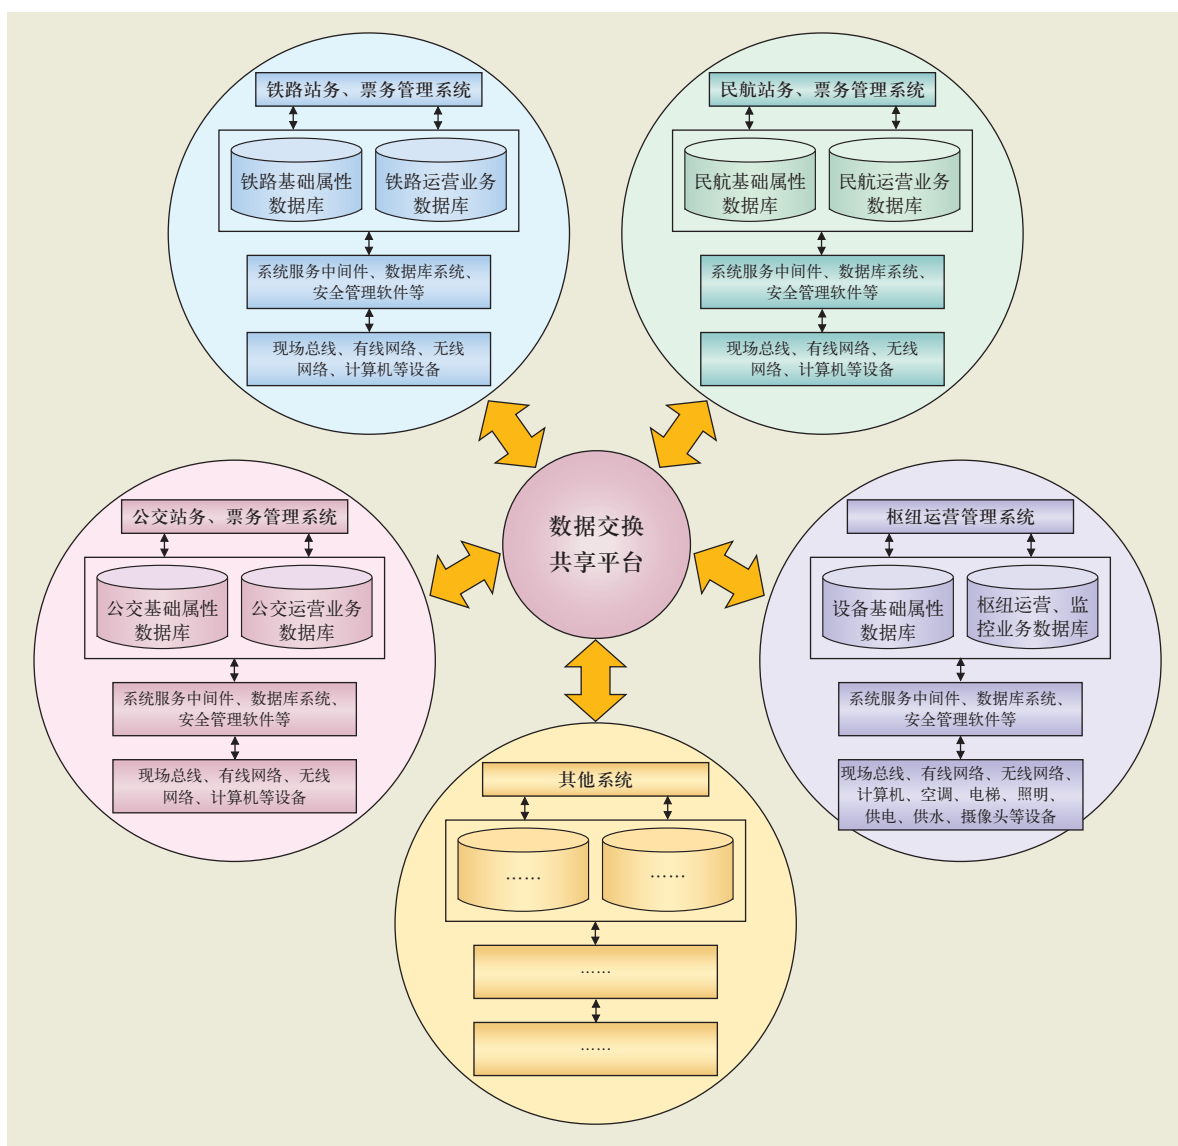 铁路站务、票务管理系统
铁路基础属性
数据库
铁路运营业务
数据库
系统服务中间件、数据库系统、
安全管理软件等
现场总线、有线网络、无线
网络、计算机等设备
民航站务、票务管理系统
民航基础属性
数据库
民航运营业务
数据库
系统服务中间件、数据库系统、
安全管理软件等
现场总线、有线网络、无线
网络、计算机等设备
数据交换
共享平台
公交站务、票务管理系统
公交基础属性
数据库
公交运营业务
数据库
系统服务中间件、数据库系统、
安全管理软件等
现场总线、有线网络、无线
网络、计算机等设备
枢纽运营管理系统
设备基础属性
数据库
枢纽运营、监
控业务数据库
系统服务中间件、数据库系统、
安全管理软件等
现场总线、有线网络、无线网络、
计算机、空调、电梯、照明、
供电、供水、摄像头等设备
其他系统
……
……
……
……